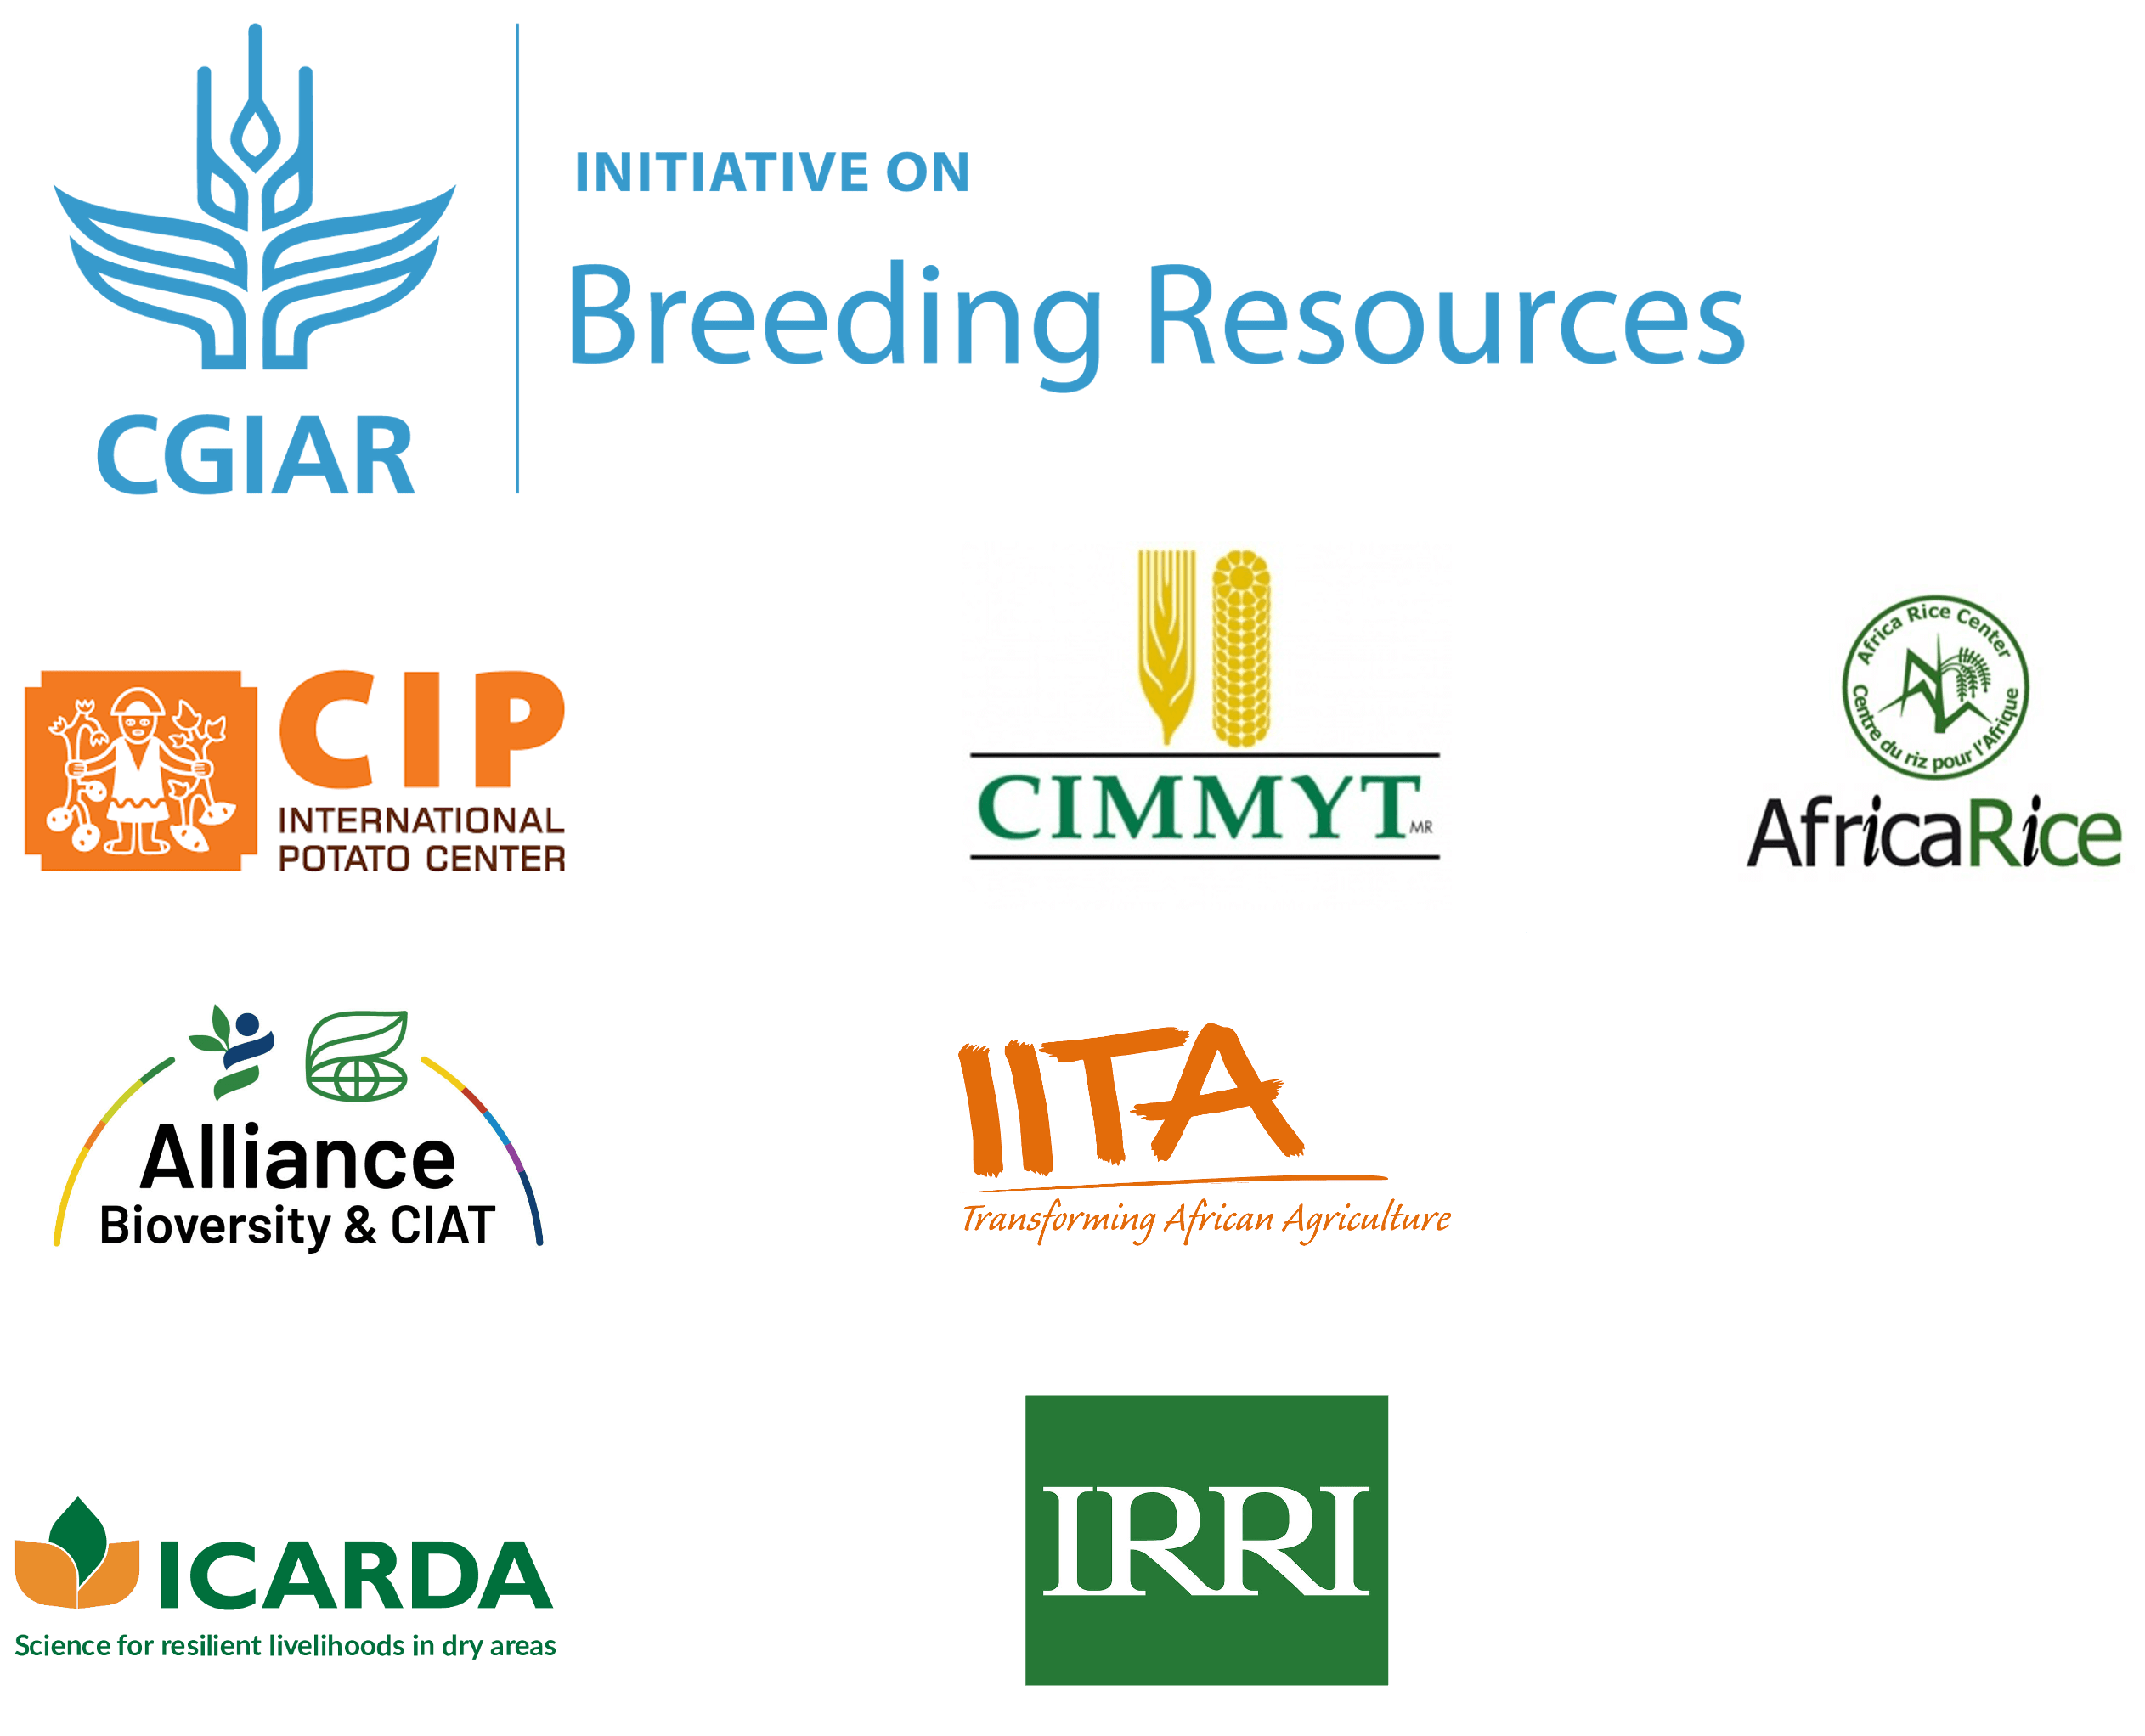 INITIATIVE ON
Breeding Resources
CGIAR
CIP
INTERNATIONAL
POTATO CENTER
CIMMYT MR
Africa Rice Center
Centre du riz pour l'Afrique
AfricaRice
Alliance
Bioversity & CIAT
IITA
Transforming African Agriculture
ICARDA
Science for resilient livelihoods in dry areas
IRRI